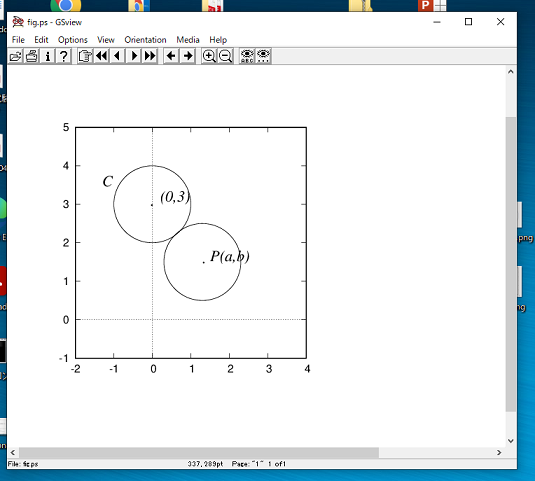 fig.ps - GSview
File Edit Options View Orientation Media Help
5
4
C
(0,3)
3
2
P(a,b)
1
0
-1
-2 -1 0 1 2 3 4
File: fig.ps 337,289pt Page: "1" 1 of 1
png